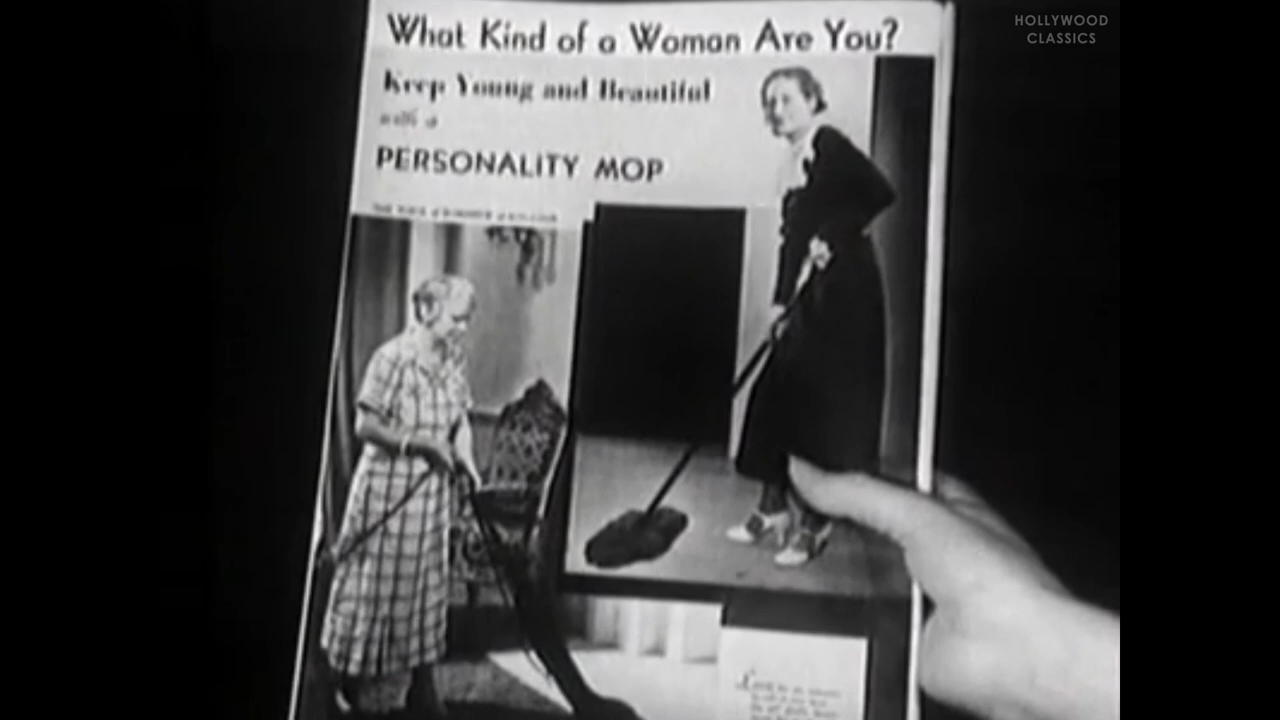 HOLLYWOOD
CLASSICS
What Kind of a Woman Are You?
Keep Young and Beautiful
with a
PERSONALITY MOP